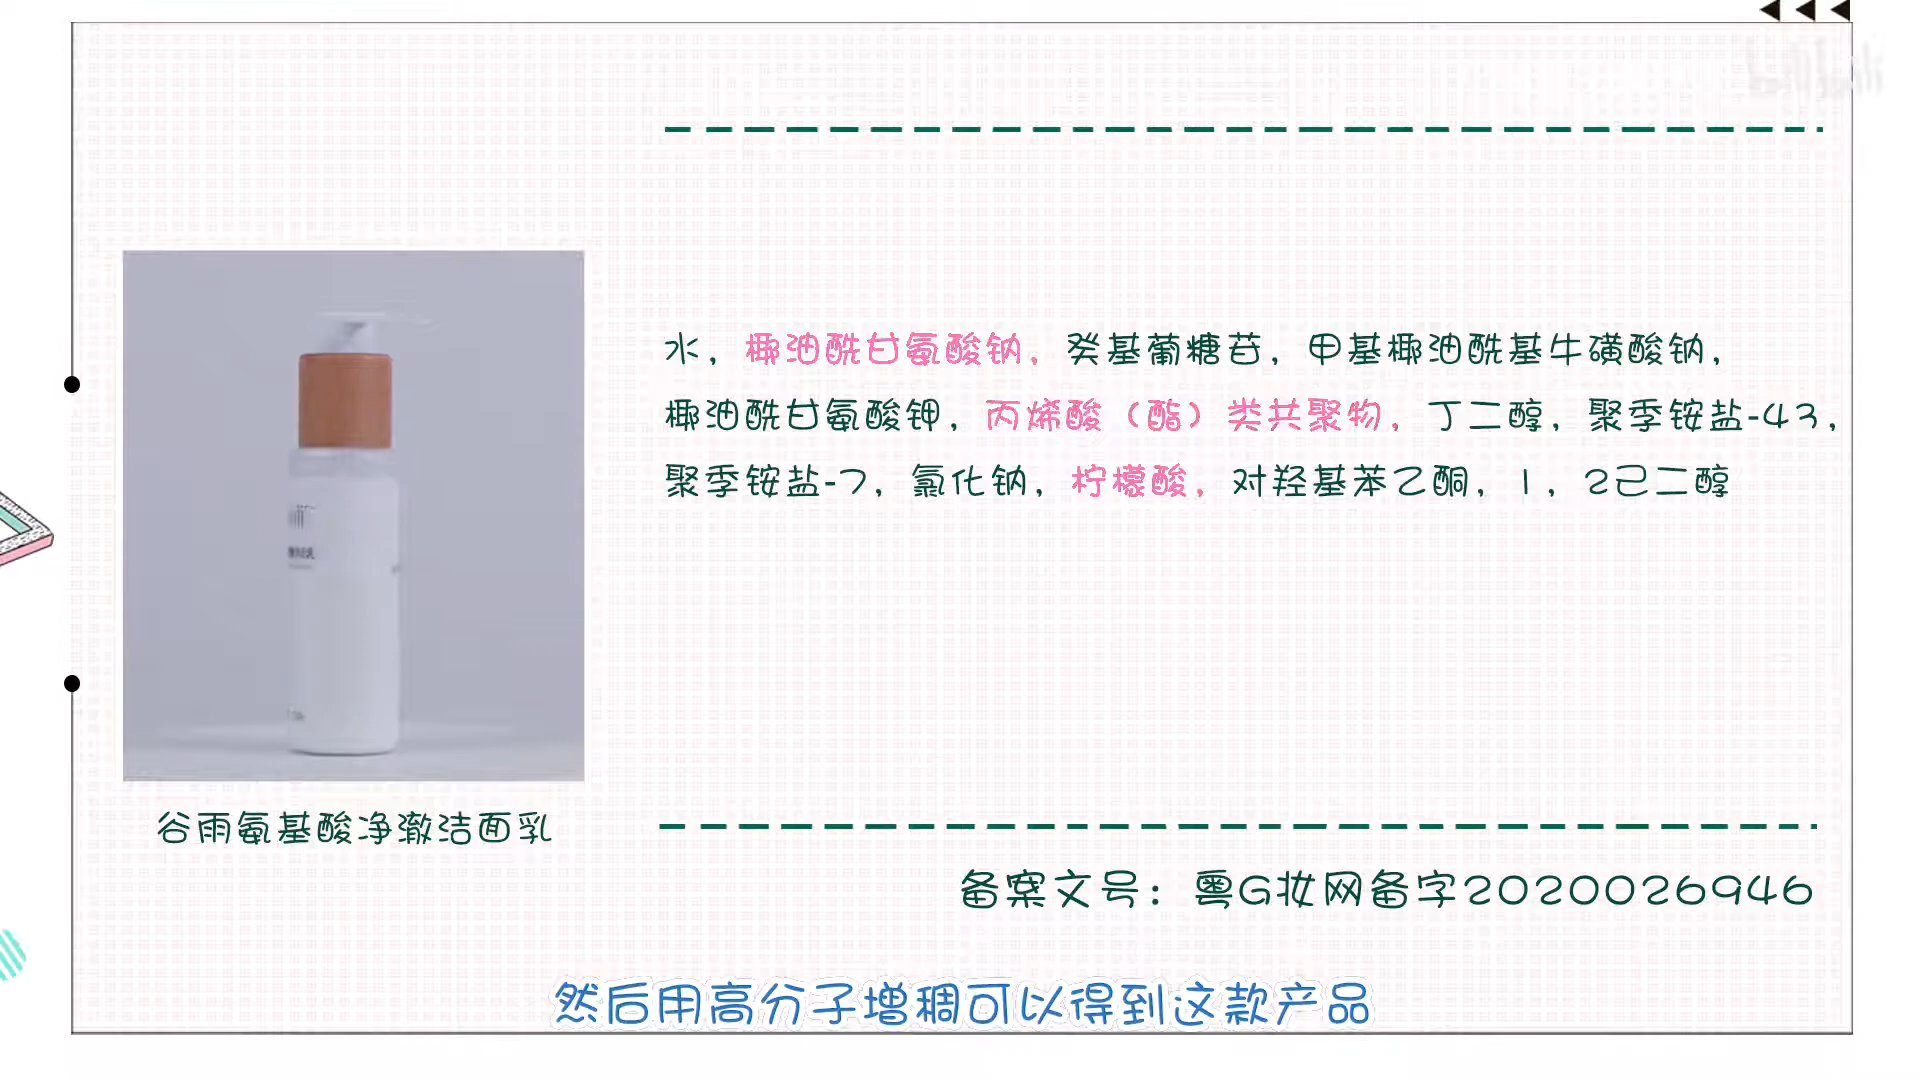 bilibili
水，椰油酰甘氨酸钠，癸基葡糖苷，甲基椰油酰基牛磺酸钠，
椰油酰甘氨酸钾，丙烯酸（酯）类共聚物，丁二醇，聚季铵盐-43，
聚季铵盐-7，氯化钠，柠檬酸，对羟基苯乙酮，1，2己二醇
谷雨氨基酸净澈洁面乳
备案文号：粤G妆网备字2020026946
然后用高分子增稠可以得到这款产品